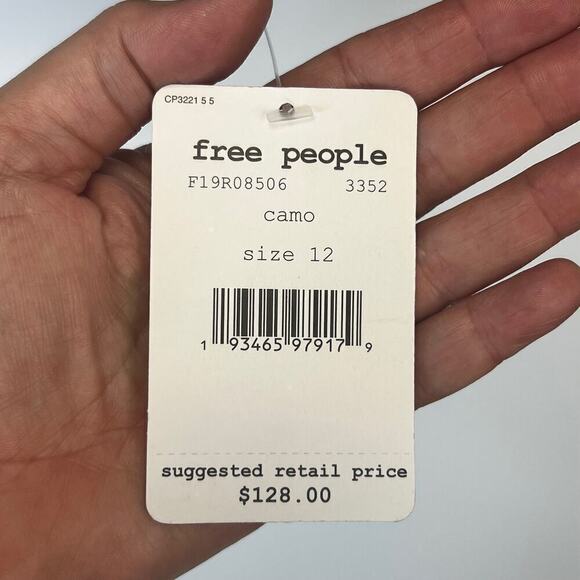 CP3221 5 5
free people
F19R08506 3352
camo
size 12
1 93465 97917 9
suggested retail price
$128.00